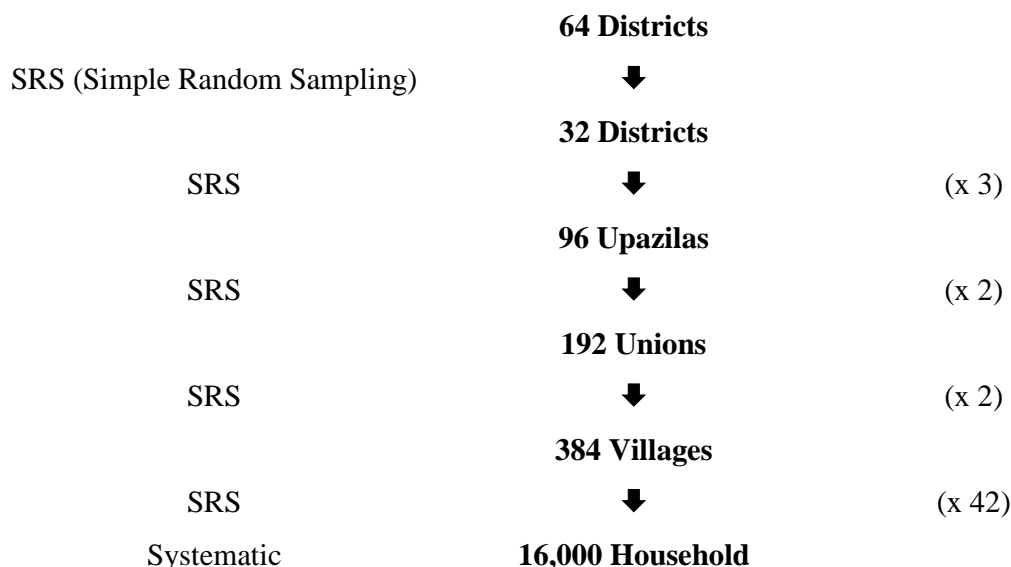 64 Districts
SRS (Simple Random Sampling)
32 Districts
SRS (x 3)
96 Upazilas
SRS (x 2)
192 Unions
SRS (x 2)
384 Villages
SRS (x 42)
Systematic 16,000 Household